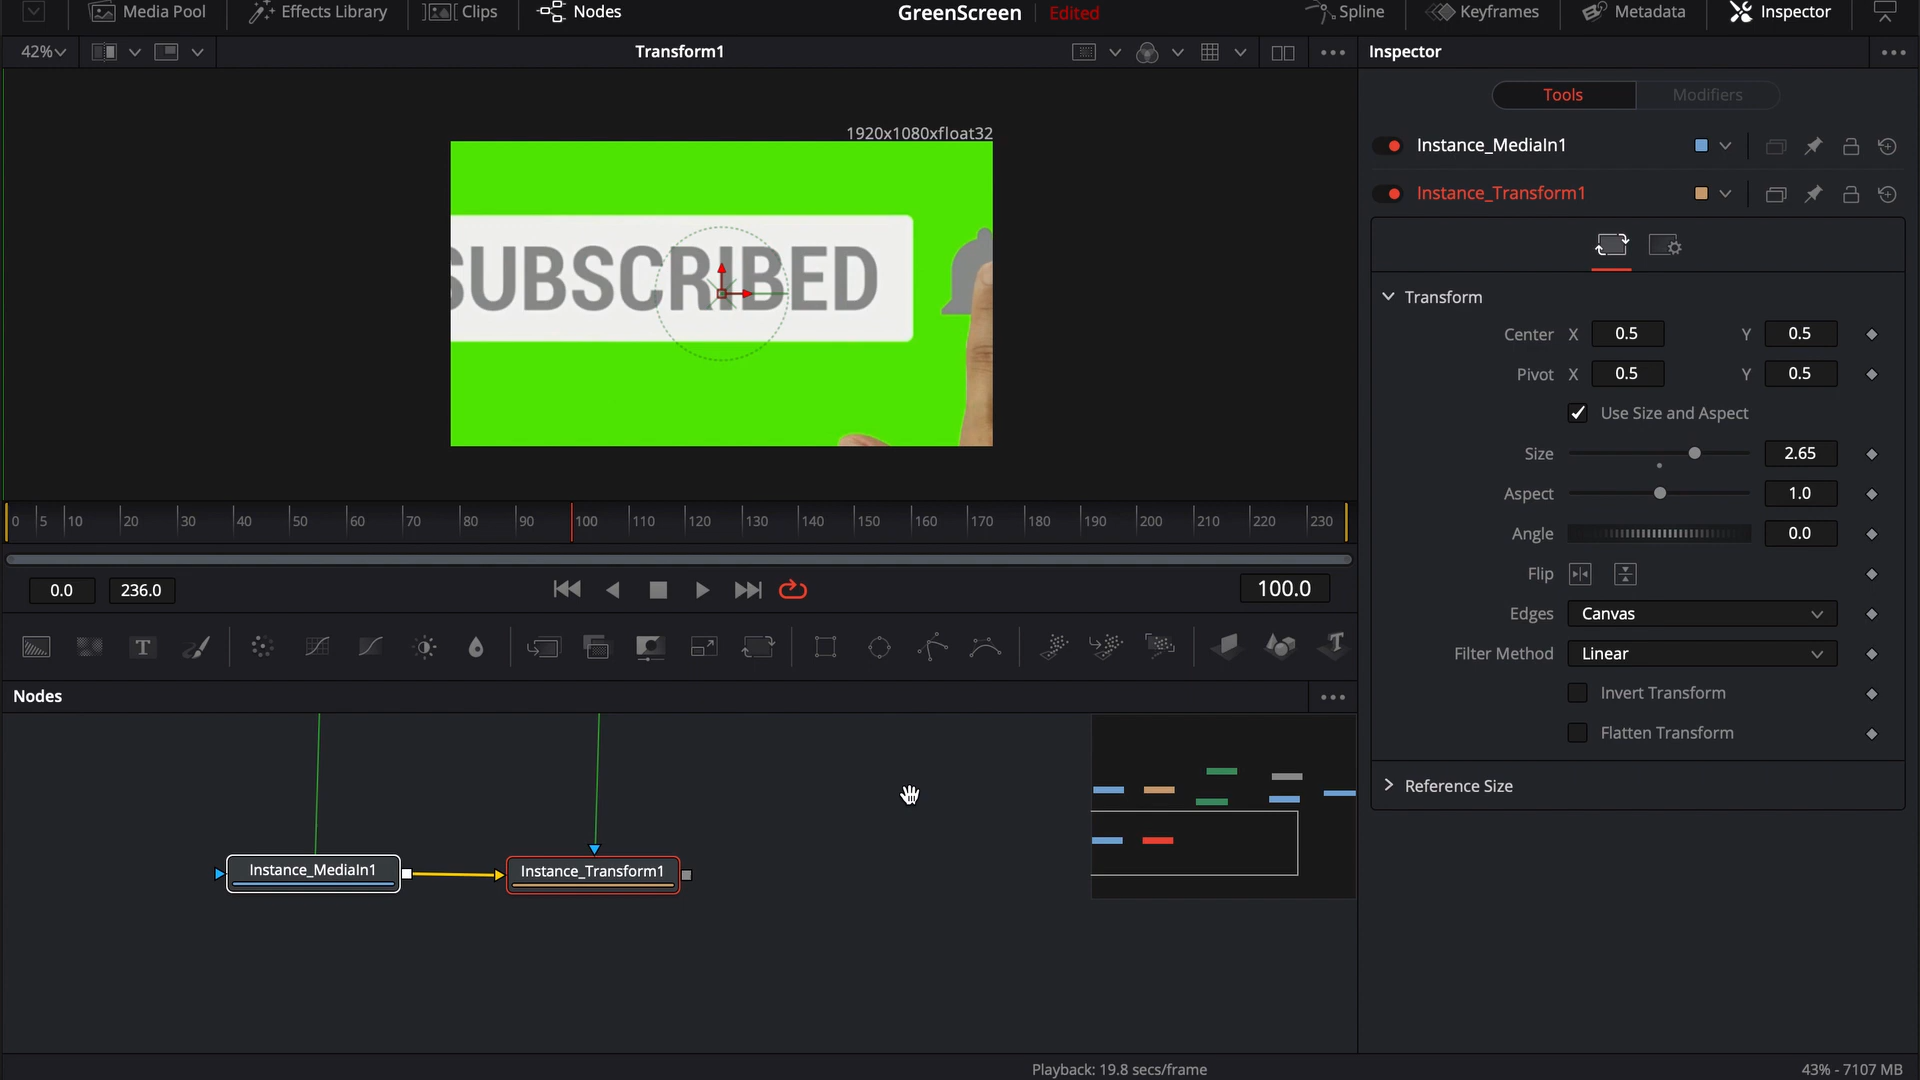 Media Pool Effects Library Clips Nodes GreenScreen Edited Spline Keyframes Metadata Inspector
42% Transform1 Inspector
Tools Modifiers
1920x1080xfloat32
Instance_MediaIn1
Instance_Transform1
SUBSCRIBED
Transform
Center X 0.5 Y 0.5
Pivot X 0.5 Y 0.5
Use Size and Aspect
Size 2.65
Aspect 1.0
0 5 10 20 30 40 50 60 70 80 90 100 110 120 130 140 150 160 170 180 190 200 210 220 230
Angle 0.0
Flip
0.0 236.0 100.0
Edges Canvas
T T
Filter Method Linear
Nodes
Invert Transform
Flatten Transform
Reference Size
Instance_MediaIn1 Instance_Transform1
Playback: 19.8 secs/frame 43% - 7107 MB